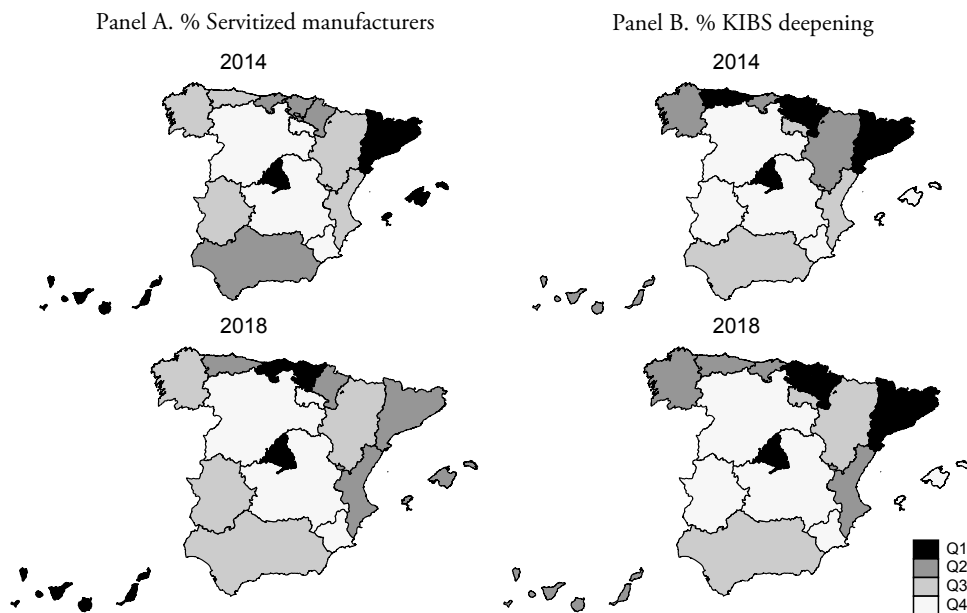 Panel A. % Servitized manufacturers
Panel B. % KIBS deepening
2014
2014
2018
2018
Q1
Q2
Q3
Q4